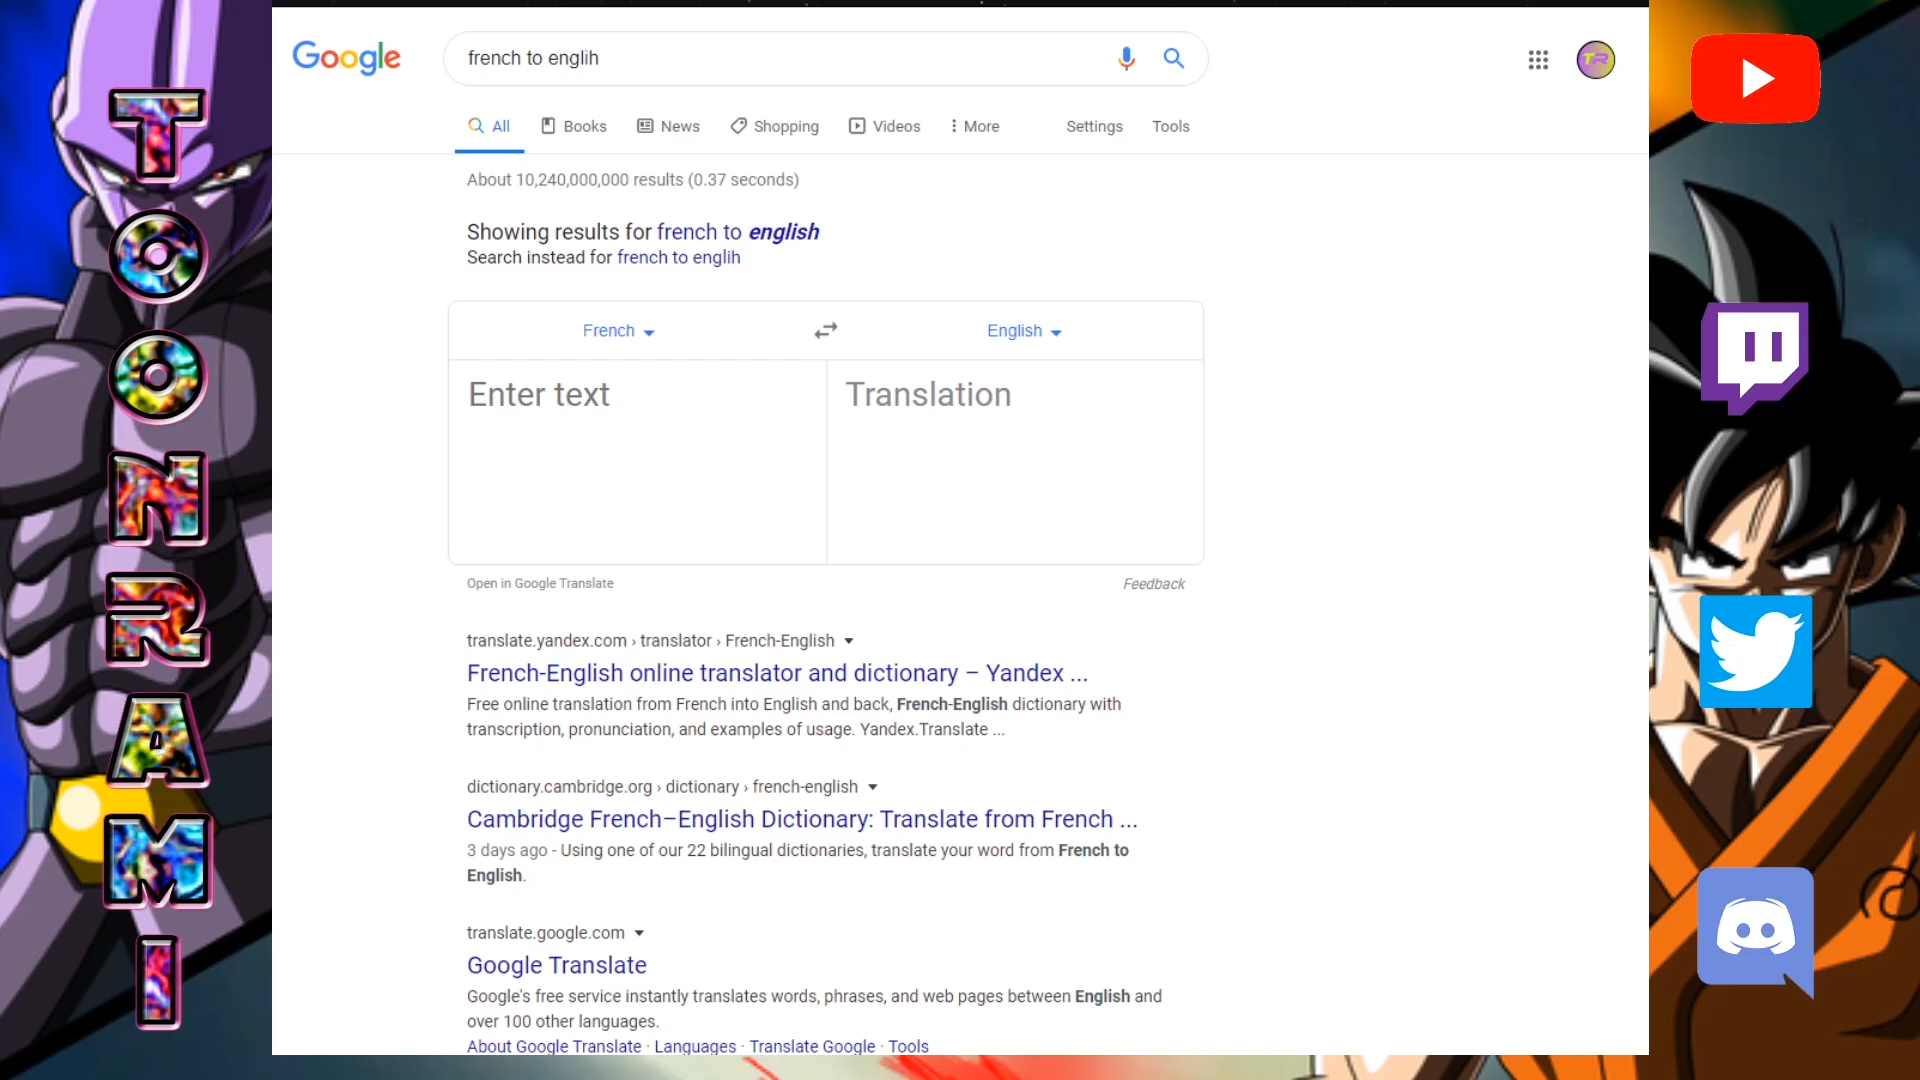 TOONRAMI
Google
french to englih
TR
All
Books
News
Shopping
Videos
More
Settings
Tools
About 10,240,000,000 results (0.37 seconds)
Showing results for french to english
Search instead for french to englih
French
English
Enter text
Translation
Open in Google Translate
Feedback
translate.yandex.com › translator › French-English
French-English online translator and dictionary – Yandex ...
Free online translation from French into English and back, French-English dictionary with
transcription, pronunciation, and examples of usage. Yandex.Translate ...
dictionary.cambridge.org › dictionary › french-english
Cambridge French–English Dictionary: Translate from French ...
3 days ago - Using one of our 22 bilingual dictionaries, translate your word from French to
English.
translate.google.com
Google Translate
Google's free service instantly translates words, phrases, and web pages between English and
over 100 other languages.
About Google Translate · Languages · Translate Google · Tools